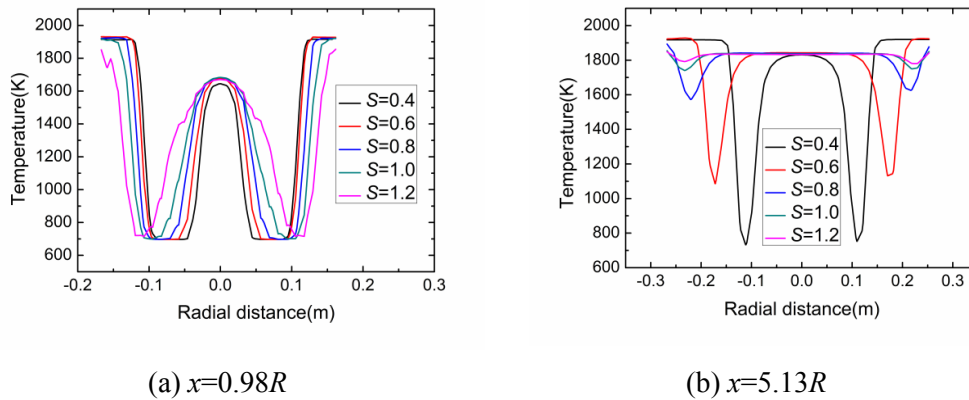 2000
1800
1600
1400
1200
1000
800
600
Temperature(K)
S=0.4
S=0.6
S=0.8
S=1.0
S=1.2
-0.2
-0.1
0.0
0.1
0.2
0.3
Radial distance(m)
(a) x=0.98R
2000
1800
1600
1400
1200
1000
800
600
Temperature(K)
S=0.4
S=0.6
S=0.8
S=1.0
S=1.2
-0.3
-0.2
-0.1
0.0
0.1
0.2
0.3
Radial distance(m)
(b) x=5.13R